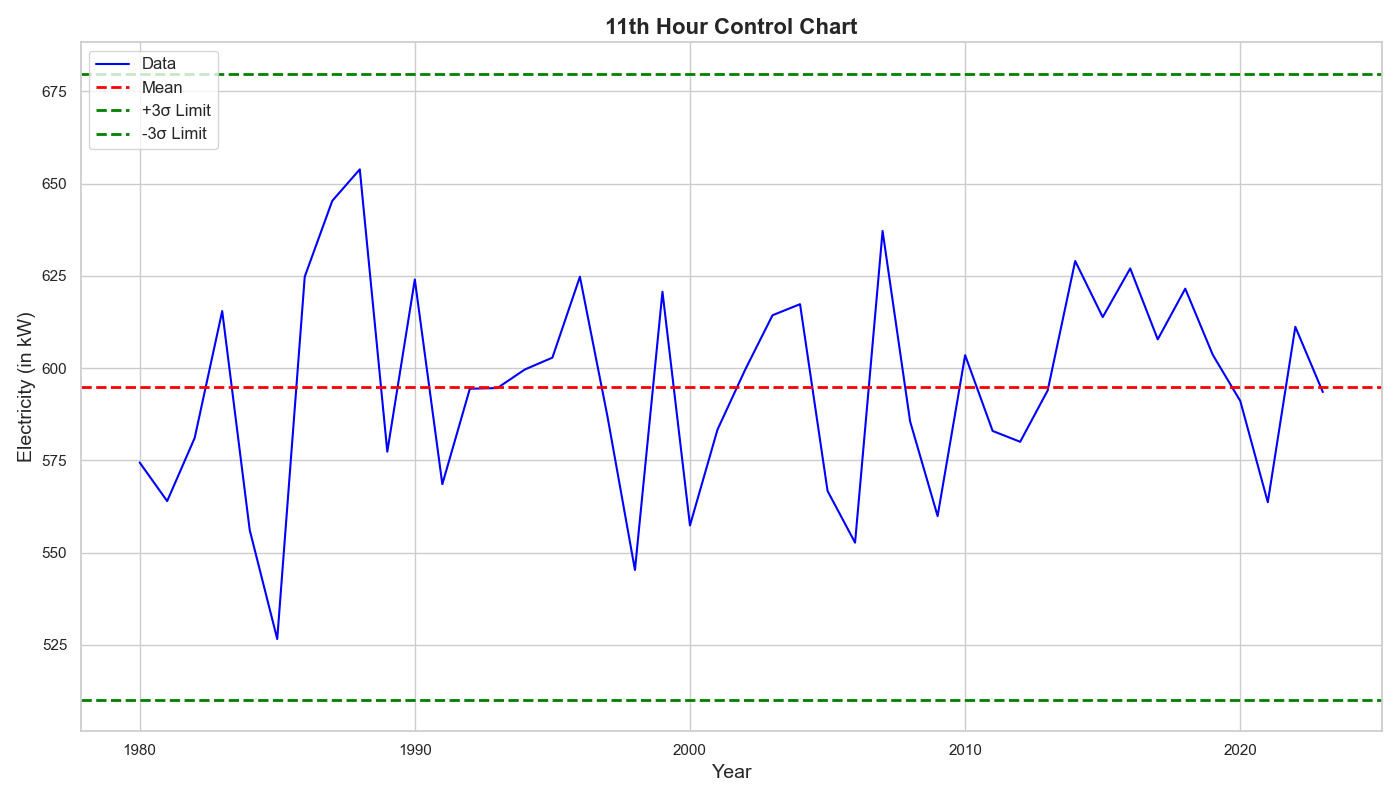 11th Hour Control Chart
Data
Mean
+3σ Limit
-3σ Limit
675
650
625
600
575
550
525
Electricity (in kW)
1980
1990
2000
2010
2020
Year